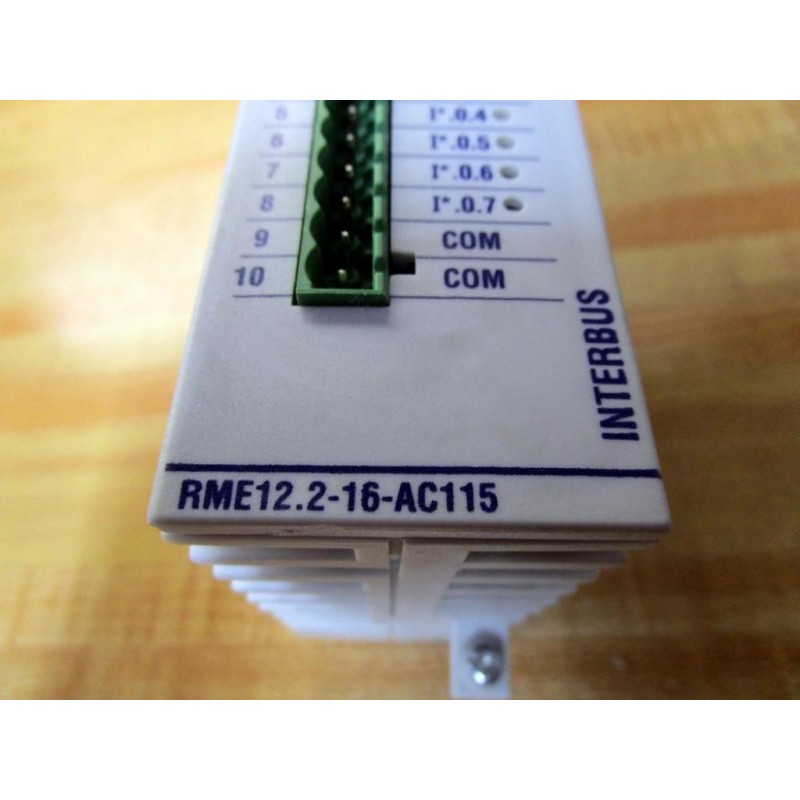 5 I*.0.4
6 I*.0.5
7 I*.0.6
8 I*.0.7
9 COM
10 COM
INTERBUS
RME12.2-16-AC115